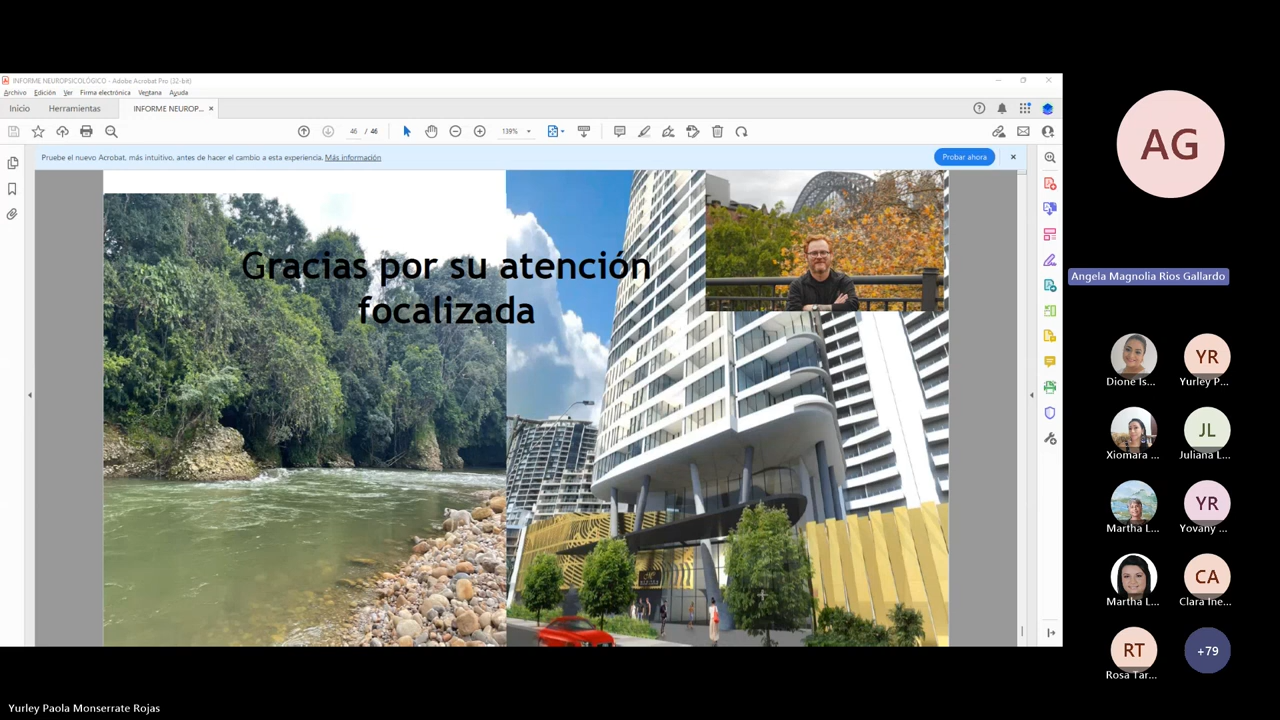 INFORME NEUROPSICOLÓGICO - Adobe Acrobat Pro (32-bit)
Archivo Edición Ver Firma electrónica Ventana Ayuda
Inicio Herramientas INFORME NEUROP... ×
46 / 46 139%
Pruebe el nuevo Acrobat, más intuitivo, antes de hacer el cambio a esta experiencia. Más información Probar ahora
Gracias por su atención
focalizada
AG
Angela Magnolia Rios Gallardo
YR
Dione Is... Yurley P...
JL
Xiomara ... Juliana L...
YR
Martha L... Yovany ...
CA
Martha L... Clara Ine...
RT +79
Rosa Tar...
Yurley Paola Monserrate Rojas